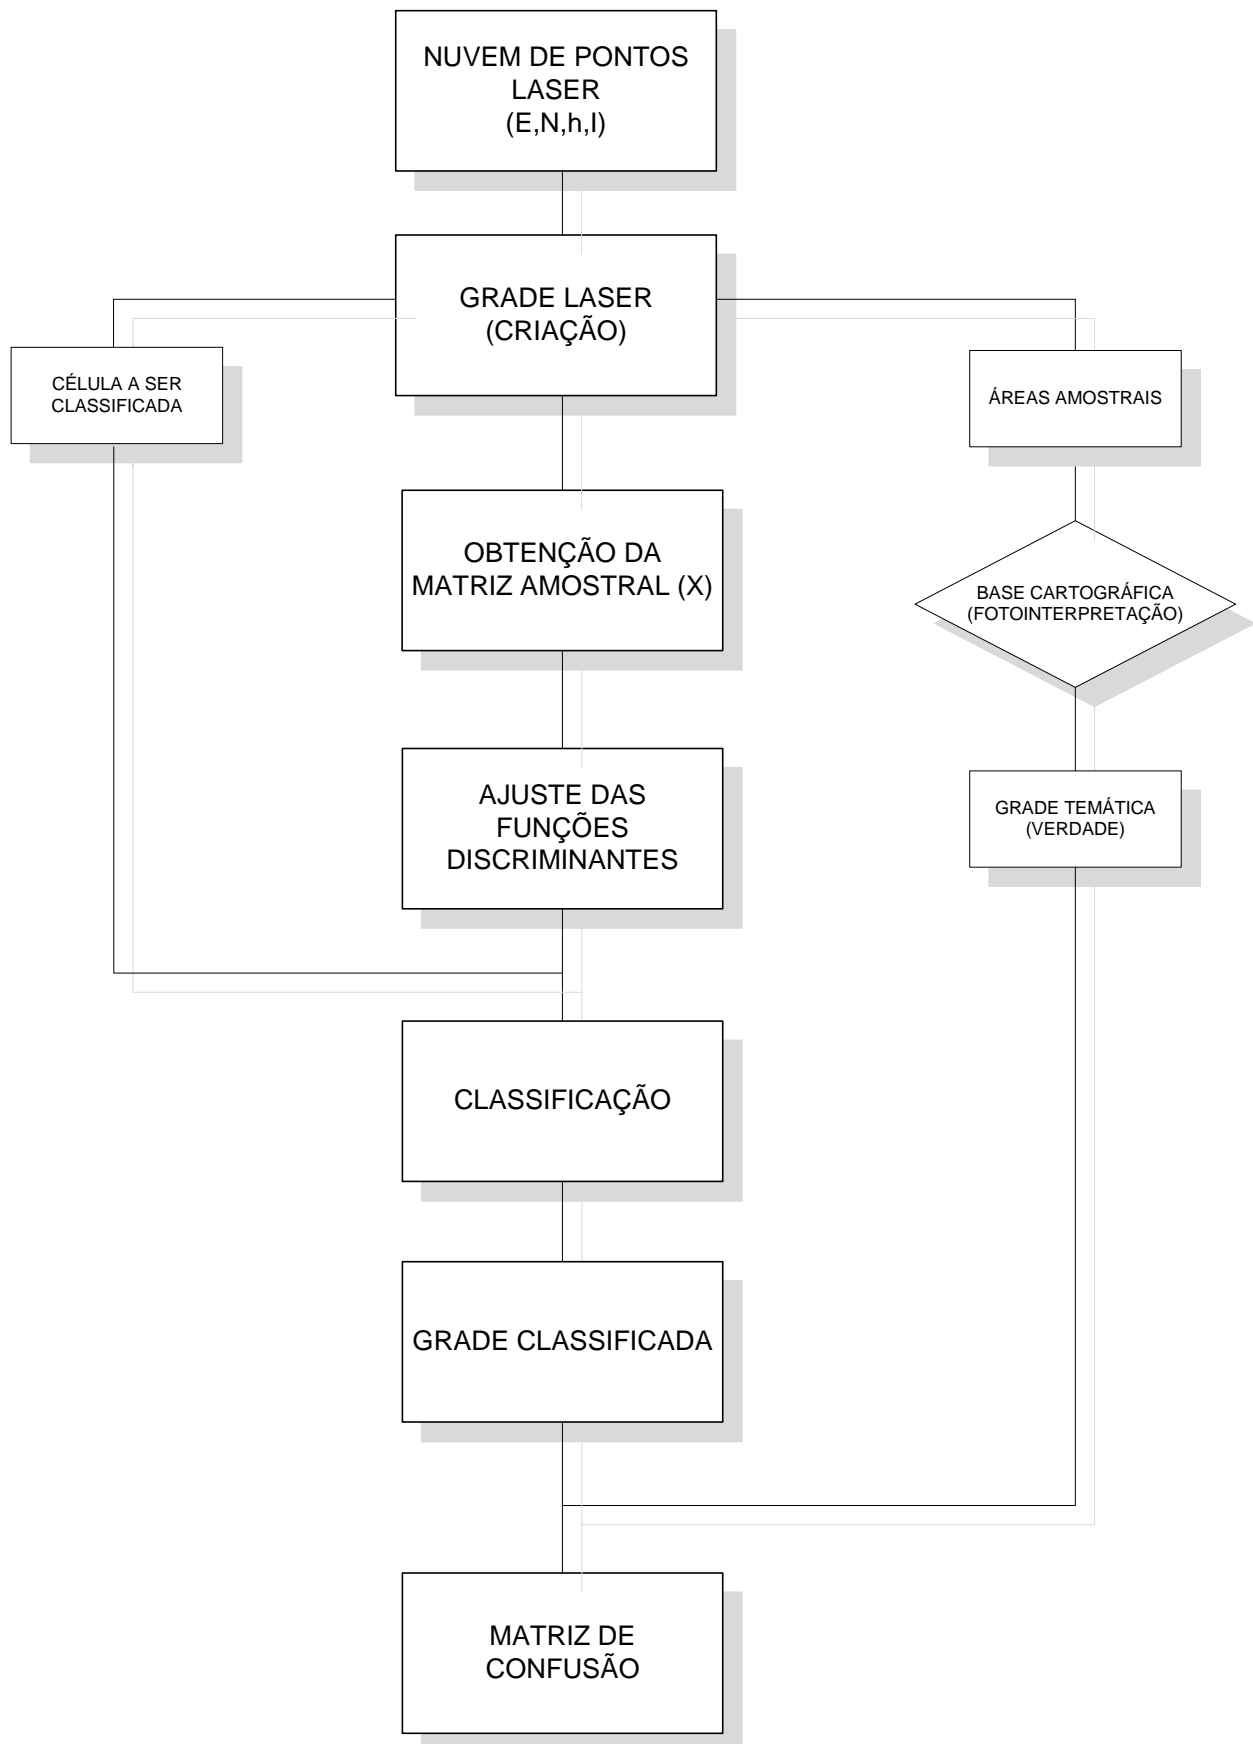 NUVEM DE PONTOS
LASER
(E,N,h,I)
GRADE LASER
(CRIAÇÃO)
CÉLULA A SER
CLASSIFICADA
ÁREAS AMOSTRAIS
OBTENÇÃO DA
MATRIZ AMOSTRAL (X)
BASE CARTOGRÁFICA
(FOTOINTERPRETAÇÃO)
AJUSTE DAS
FUNÇÕES
DISCRIMINANTES
GRADE TEMÁTICA
(VERDADE)
CLASSIFICAÇÃO
GRADE CLASSIFICADA
MATRIZ DE
CONFUSÃO